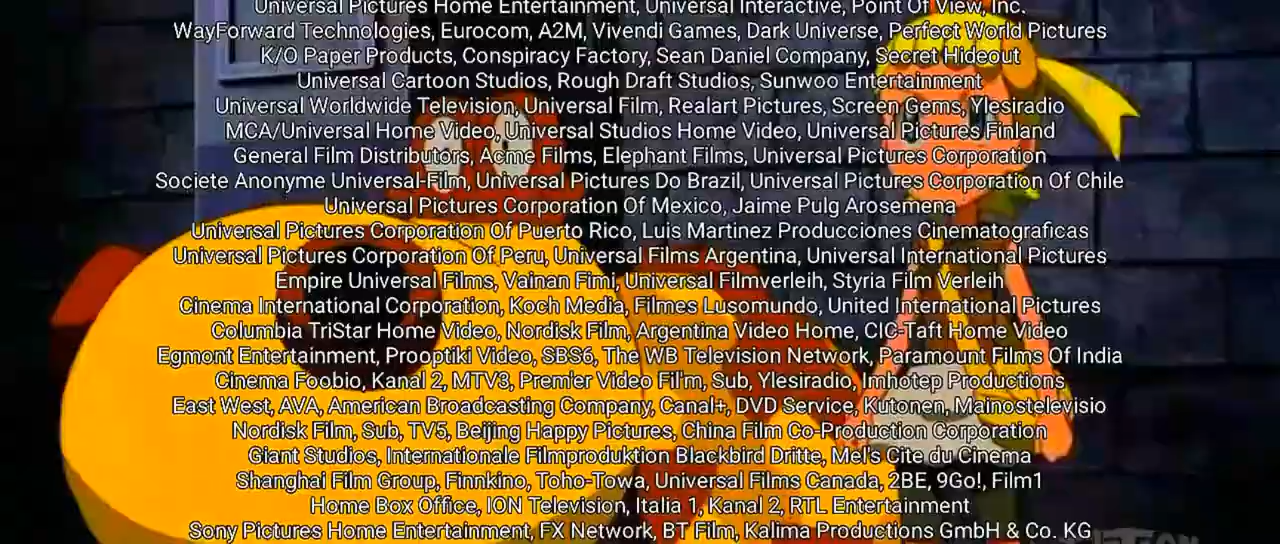 Universal Pictures Home Entertainment, Universal Interactive, Point Of View, Inc.
WayForward Technologies, Eurocom, A2M, Vivendi Games, Dark Universe, Perfect World Pictures
K/O Paper Products, Conspiracy Factory, Sean Daniel Company, Secret Hideout
Universal Cartoon Studios, Rough Draft Studios, Sunwoo Entertainment
Universal Worldwide Television, Universal Film, Realart Pictures, Screen Gems, Ylesiradio
MCA/Universal Home Video, Universal Studios Home Video, Universal Pictures Finland
General Film Distributors, Acme Films, Elephant Films, Universal Pictures Corporation
Societe Anonyme Universal-Film, Universal Pictures Do Brazil, Universal Pictures Corporation Of Chile
Universal Pictures Corporation Of Mexico, Jaime Pulg Arosemena
Universal Pictures Corporation Of Puerto Rico, Luis Martinez Producciones Cinematograficas
Universal Pictures Corporation Of Peru, Universal Films Argentina, Universal International Pictures
Empire Universal Films, Vainan Fimi, Universal Filmverleih, Styria Film Verleih
Cinema International Corporation, Koch Media, Filmes Lusomundo, United International Pictures
Columbia TriStar Home Video, Nordisk Film, Argentina Video Home, CIC-Taft Home Video
Egmont Entertainment, Prooptiki Video, SBS6, The WB Television Network, Paramount Films Of India
Cinema Foobio, Kanal 2, MTV3, Prem'er Video Fil'm, Sub, Ylesiradio, Imhotep Productions
East West, AVA, American Broadcasting Company, Canal+, DVD Service, Kutonen, Mainostelevisio
Nordisk Film, Sub, TV5, Beijing Happy Pictures, China Film Co-Production Corporation
Giant Studios, Internationale Filmproduktion Blackbird Dritte, Mel's Cite du Cinema
Shanghai Film Group, Finnkino, Toho-Towa, Universal Films Canada, 2BE, 9Go!, Film1
Home Box Office, ION Television, Italia 1, Kanal 2, RTL Entertainment
Sony Pictures Home Entertainment, FX Network, BT Film, Kalima Productions GmbH & Co. KG